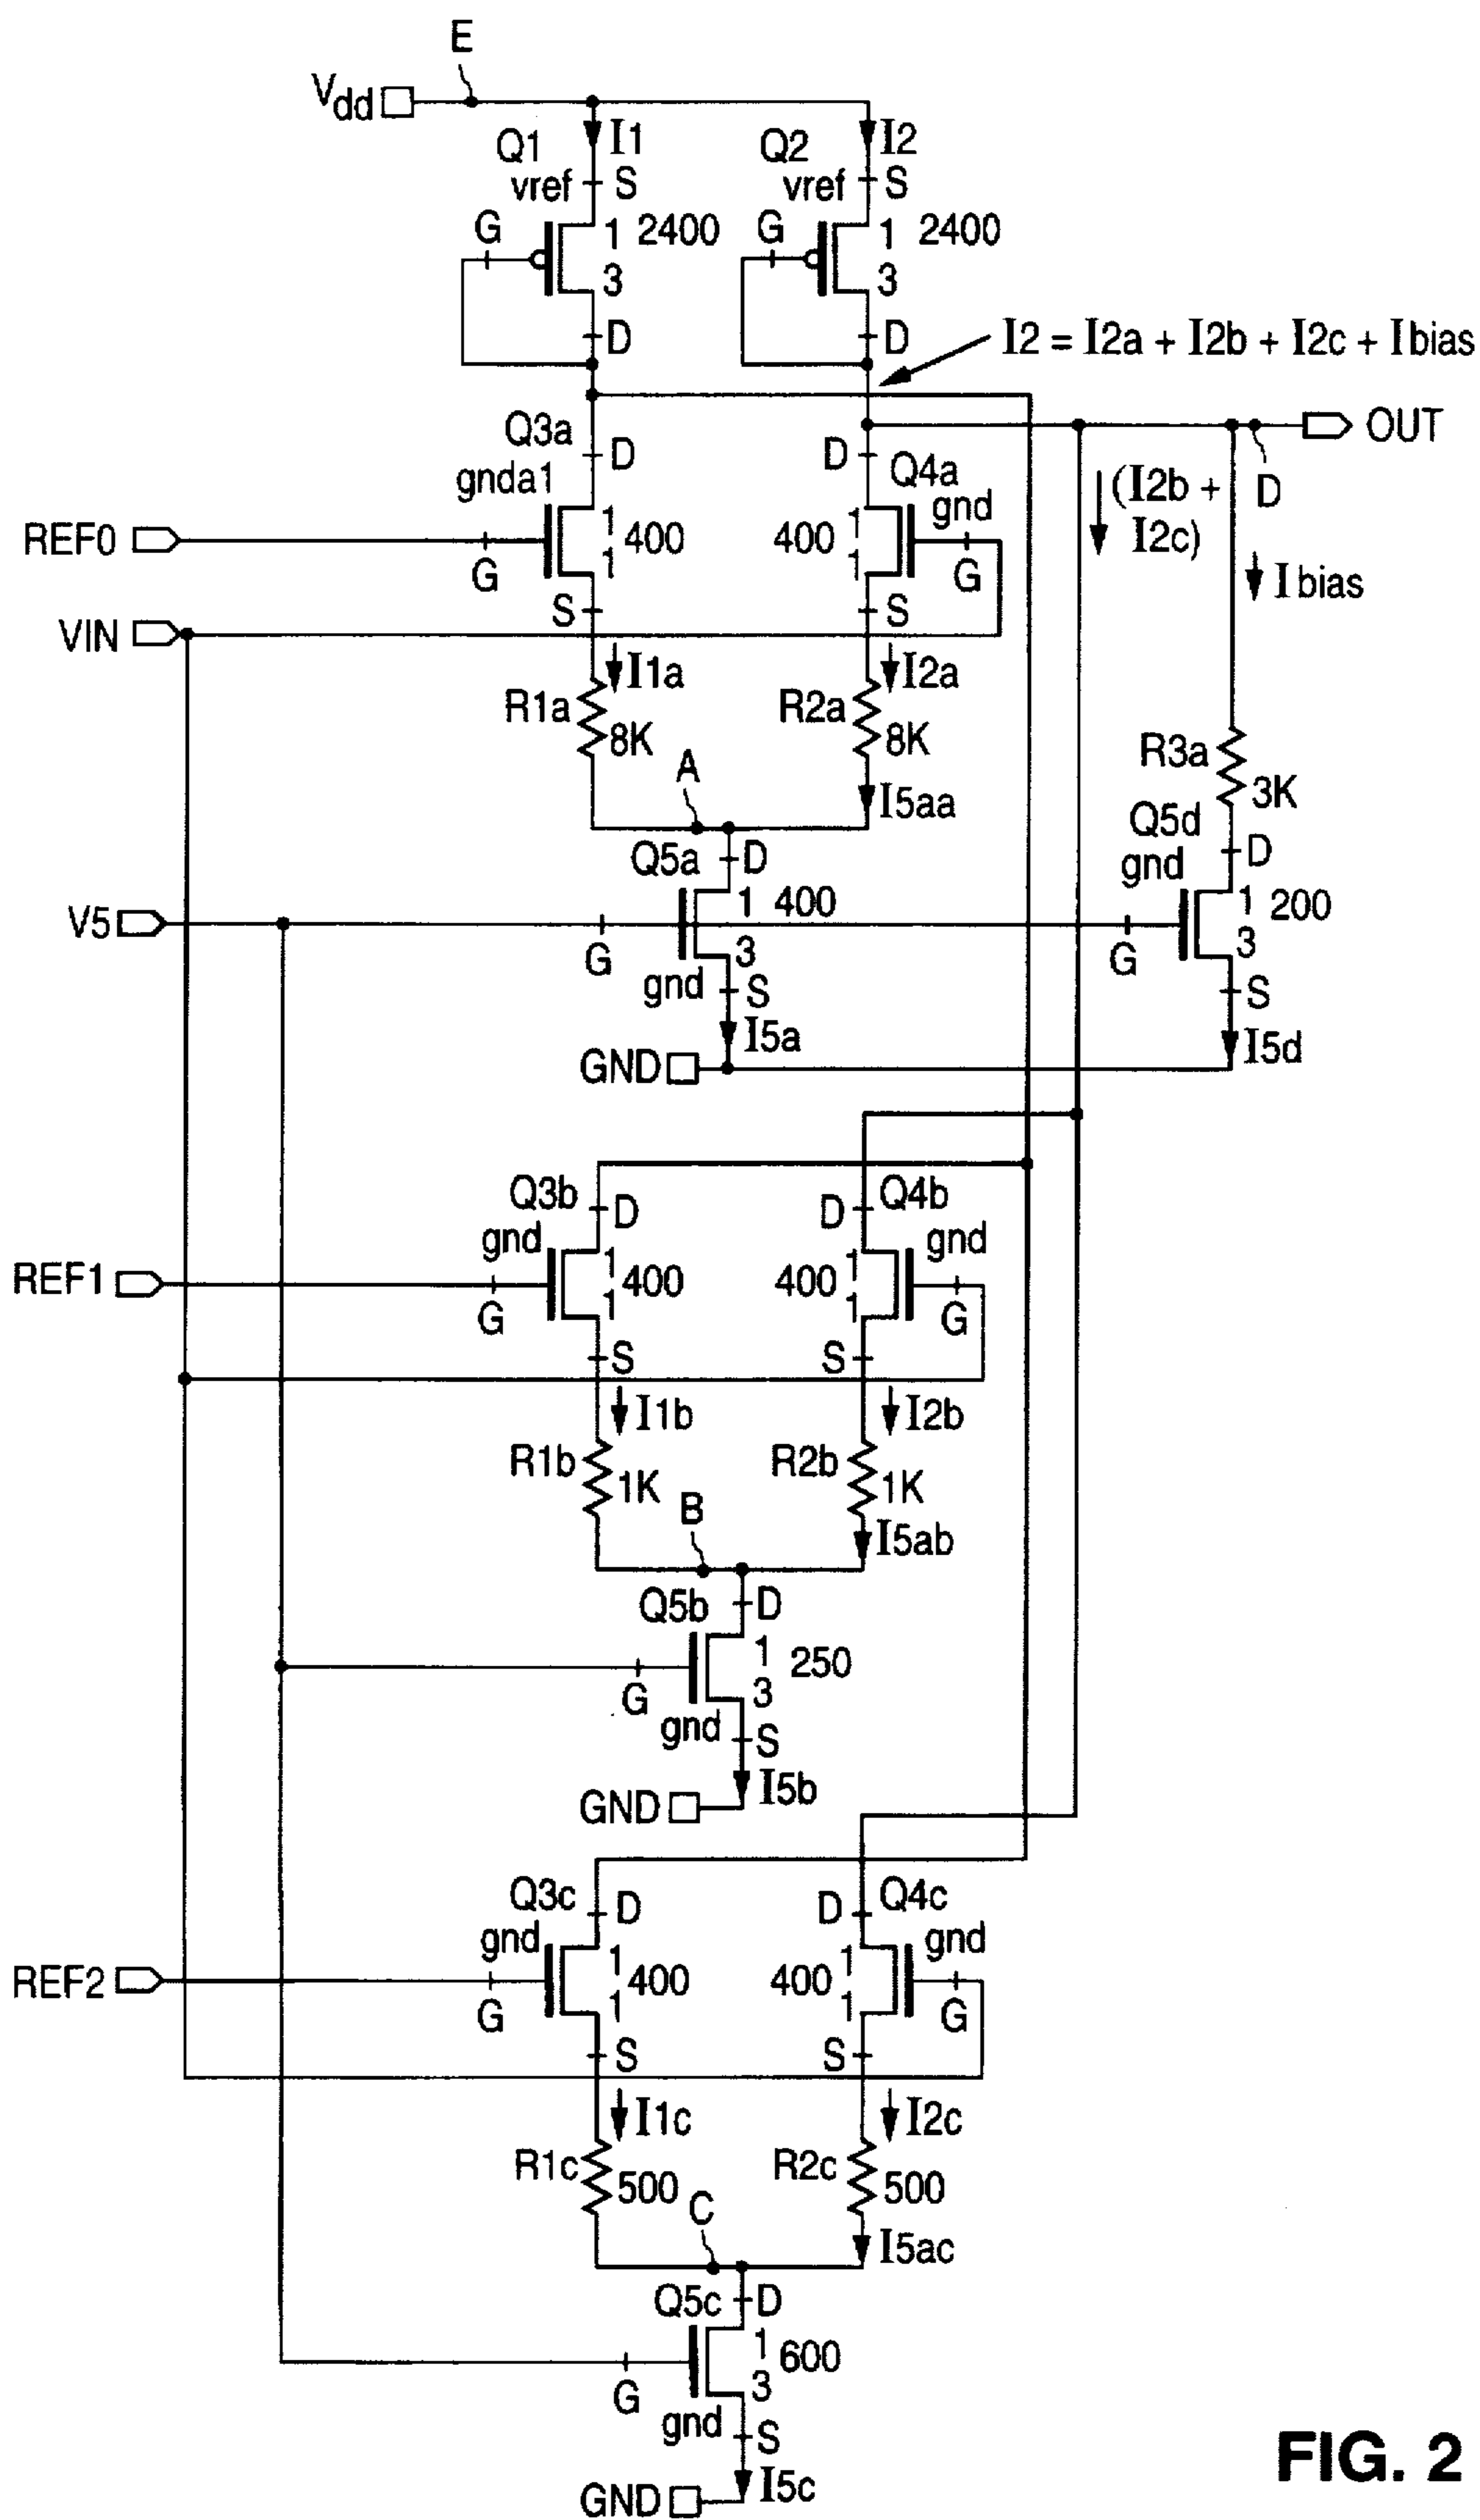 E
Vdd
Q1 I1 Q2 I2
vref S vref S
G 1 2400 G 1 2400
3 3
D D I2 = I2a + I2b + I2c + Ibias
Q3a D D Q4a OUT
gnda1 gnd (I2b + D
REF0 1 400 400 1 I2c)
G 1 1 G
S S Ibias
VIN
I1a I2a
R1a R2a
8K 8K R3a
A I5aa 3K
Q5a D Q5d D
gnd
V5 1 400 1 200
G 3 G 3
gnd S S
I5a I5d
GND
Q3b D D Q4b
gnd gnd
REF1 1 400 400 1
G 1 1 G
S S
I1b I2b
R1b R2b
1K 1K
B I5ab
Q5b D
1 250
G 3
gnd S
I5b
GND
Q3c D D Q4c
gnd gnd
REF2 1 400 400 1
G 1 1 G
S S
I1c I2c
R1c R2c
500 500
C I5ac
Q5c D
1 600
G 3
gnd S
I5c
GND
FIG. 2